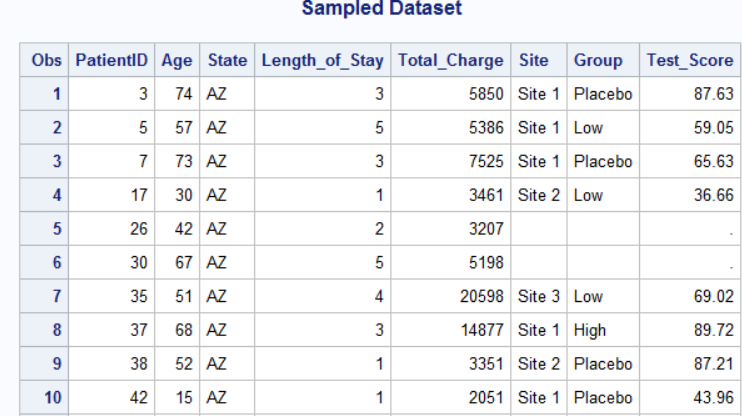 Sampled Dataset
Obs PatientID Age State Length_of_Stay Total_Charge Site Group Test_Score
1 3 74 AZ 3 5850 Site 1 Placebo 87.63
2 5 57 AZ 5 5386 Site 1 Low 59.05
3 7 73 AZ 3 7525 Site 1 Placebo 65.63
4 17 30 AZ 1 3461 Site 2 Low 36.66
5 26 42 AZ 2 3207 .
6 30 67 AZ 5 5198 .
7 35 51 AZ 4 20598 Site 3 Low 69.02
8 37 68 AZ 3 14877 Site 1 High 89.72
9 38 52 AZ 1 3351 Site 2 Placebo 87.21
10 42 15 AZ 1 2051 Site 1 Placebo 43.96